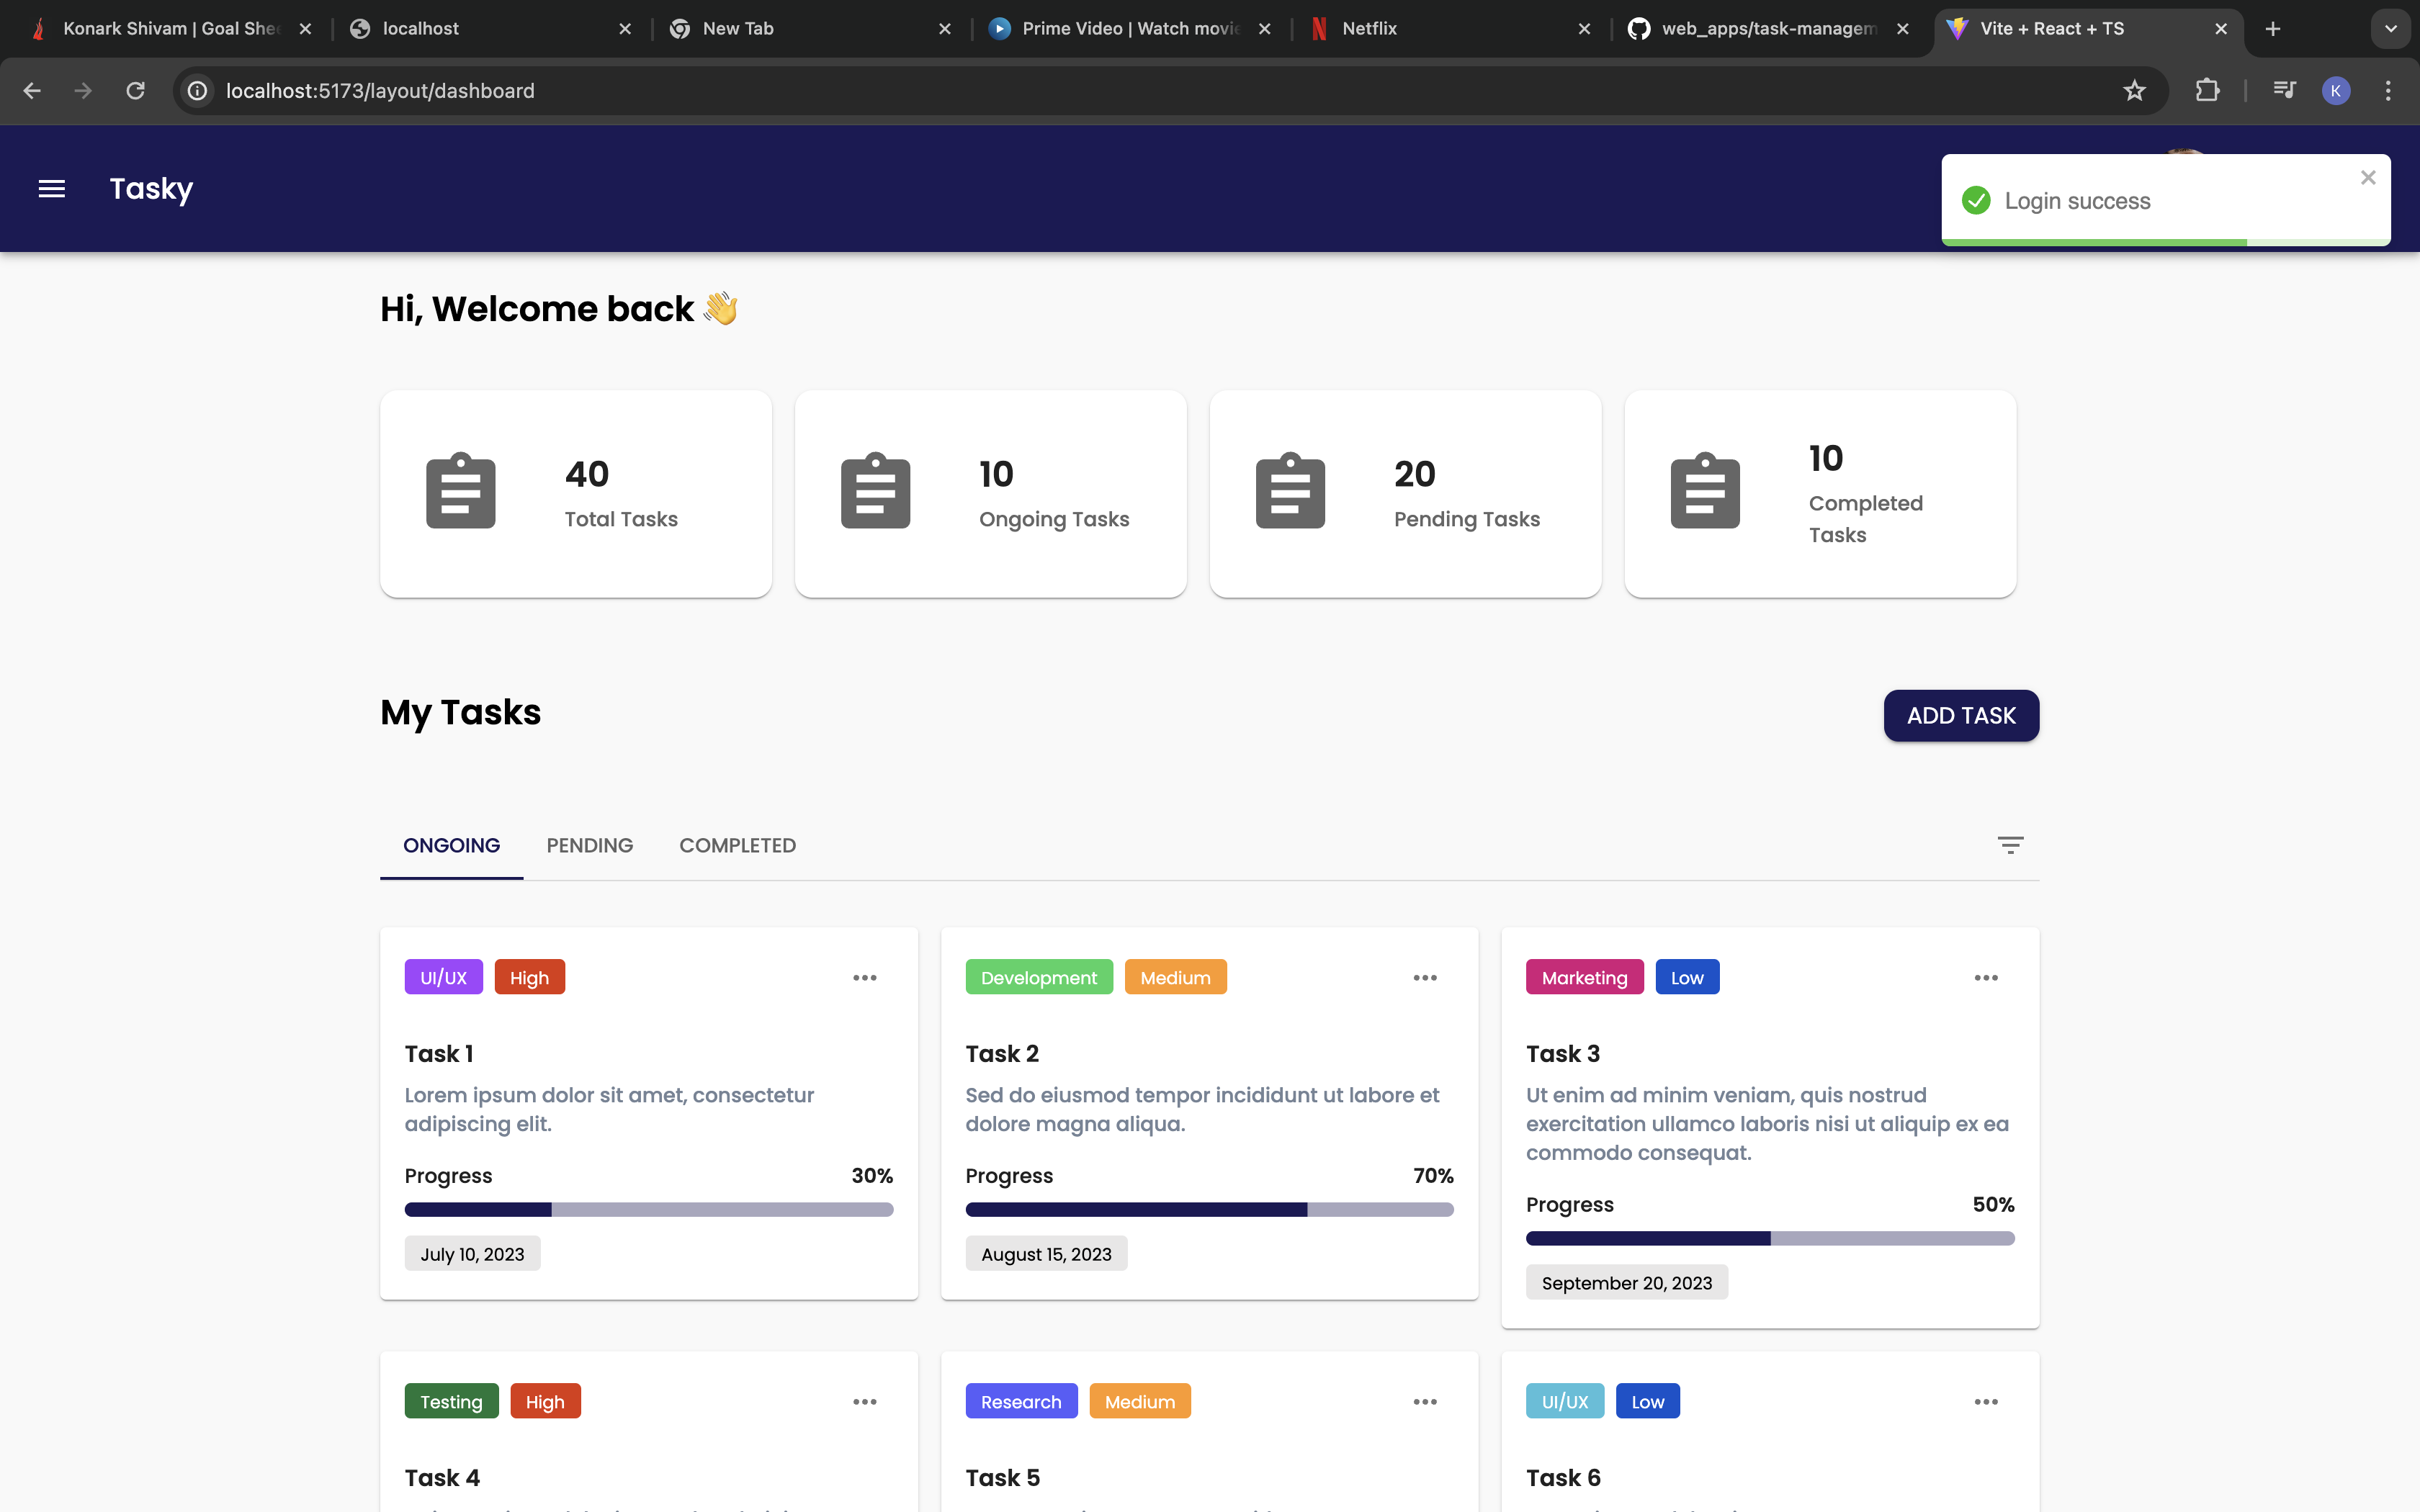 Konark Shivam | Goal She
localhost
New Tab
Prime Video | Watch movie
Netflix
web_apps/task-managem
Vite + React + TS
localhost:5173/layout/dashboard
K
Tasky
Login success
Hi, Welcome back 👋
40
Total Tasks
10
Ongoing Tasks
20
Pending Tasks
10
Completed
Tasks
My Tasks
ADD TASK
ONGOING
PENDING
COMPLETED
UI/UX
High
Task 1
Lorem ipsum dolor sit amet, consectetur
adipiscing elit.
Progress
30%
July 10, 2023
Development
Medium
Task 2
Sed do eiusmod tempor incididunt ut labore et
dolore magna aliqua.
Progress
70%
August 15, 2023
Marketing
Low
Task 3
Ut enim ad minim veniam, quis nostrud
exercitation ullamco laboris nisi ut aliquip ex ea
commodo consequat.
Progress
50%
September 20, 2023
Testing
High
Task 4
Research
Medium
Task 5
UI/UX
Low
Task 6